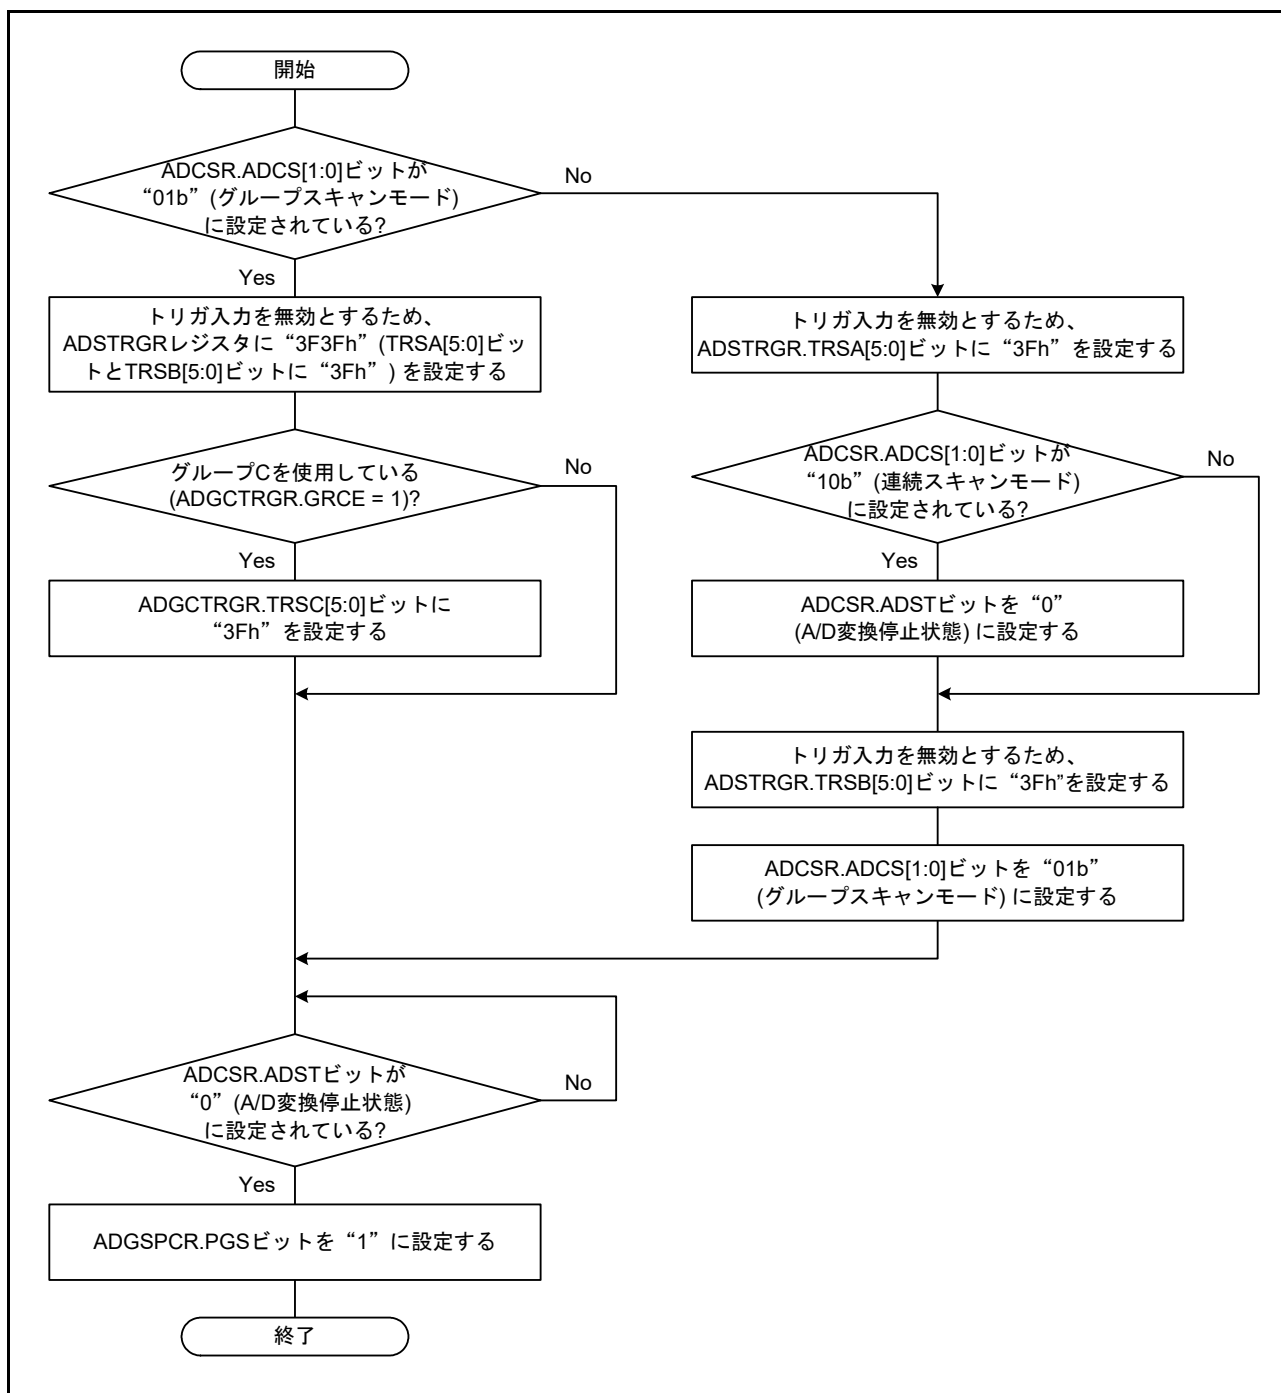 開始
ADCSR.ADCS[1:0]ビットが
“01b” (グループスキャンモード)
に設定されている?
No
Yes
トリガ入力を無効とするため、
ADSTRGRレジスタに “3F3Fh” (TRSA[5:0]ビッ
トとTRSB[5:0]ビットに “3Fh” ) を設定する
グループCを使用している
(ADGCTRGR.GRCE = 1)?
No
Yes
ADGCTRGR.TRSC[5:0]ビットに
“3Fh” を設定する
トリガ入力を無効とするため、
ADSTRGR.TRSA[5:0]ビットに “3Fh” を設定する
ADCSR.ADCS[1:0]ビットが
“10b” (連続スキャンモード)
に設定されている?
No
Yes
ADCSR.ADSTビットを “0”
(A/D変換停止状態) に設定する
トリガ入力を無効とするため、
ADSTRGR.TRSB[5:0]ビットに “3Fh”を設定する
ADCSR.ADCS[1:0]ビットを “01b”
(グループスキャンモード) に設定する
ADCSR.ADSTビットが
“0” (A/D変換停止状態)
に設定されている?
No
Yes
ADGSPCR.PGSビットを “1” に設定する
終了